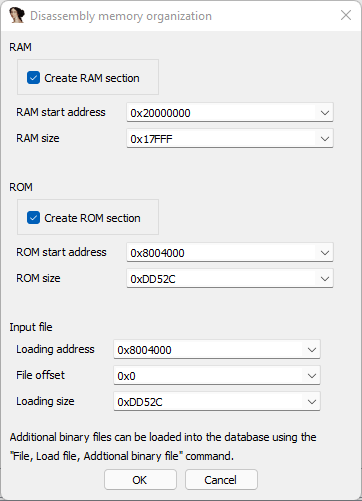 Disassembly memory organization
RAM
Create RAM section
RAM start address 0x20000000
RAM size 0x17FFF
ROM
Create ROM section
ROM start address 0x8004000
ROM size 0xDD52C
Input file
Loading address 0x8004000
File offset 0x0
Loading size 0xDD52C
Additional binary files can be loaded into the database using the
"File, Load file, Addtional binary file" command.
OK Cancel